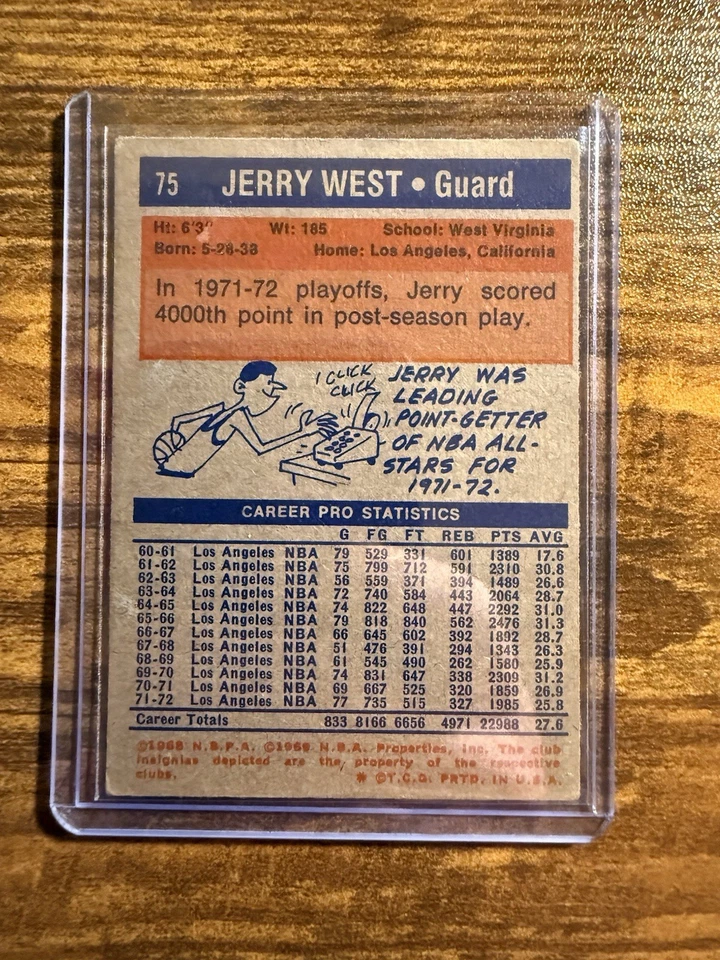 75 JERRY WEST • Guard
Ht: 6'3" Wt: 185 School: West Virginia
Born: 5-28-38 Home: Los Angeles, California
In 1971-72 playoffs, Jerry scored
4000th point in post-season play.
CLICK
CLICK
JERRY WAS
LEADING
POINT-GETTER
OF NBA ALL-
STARS FOR
1971-72.
CAREER PRO STATISTICS
G FG FT REB PTS AVG
60-61 Los Angeles NBA 79 529 331 601 1389 17.6
61-62 Los Angeles NBA 75 799 712 591 2310 30.8
62-63 Los Angeles NBA 56 559 371 394 1489 26.6
63-64 Los Angeles NBA 72 740 584 443 2064 28.7
64-65 Los Angeles NBA 74 822 648 447 2292 31.0
65-66 Los Angeles NBA 79 818 840 562 2476 31.3
66-67 Los Angeles NBA 66 645 602 392 1892 28.7
67-68 Los Angeles NBA 51 476 391 294 1343 26.3
68-69 Los Angeles NBA 61 545 490 262 1580 25.9
69-70 Los Angeles NBA 74 831 647 338 2309 31.2
70-71 Los Angeles NBA 69 667 525 320 1859 26.9
71-72 Los Angeles NBA 77 735 515 327 1985 25.8
Career Totals 833 8166 6656 4971 22988 27.6
©1968 N.B.P.A. ©1969 N.B.A. Properties, Inc. The club
insignias depicted are the property of the respective
clubs. * ©T.C.G. PRTD. IN U.S.A.